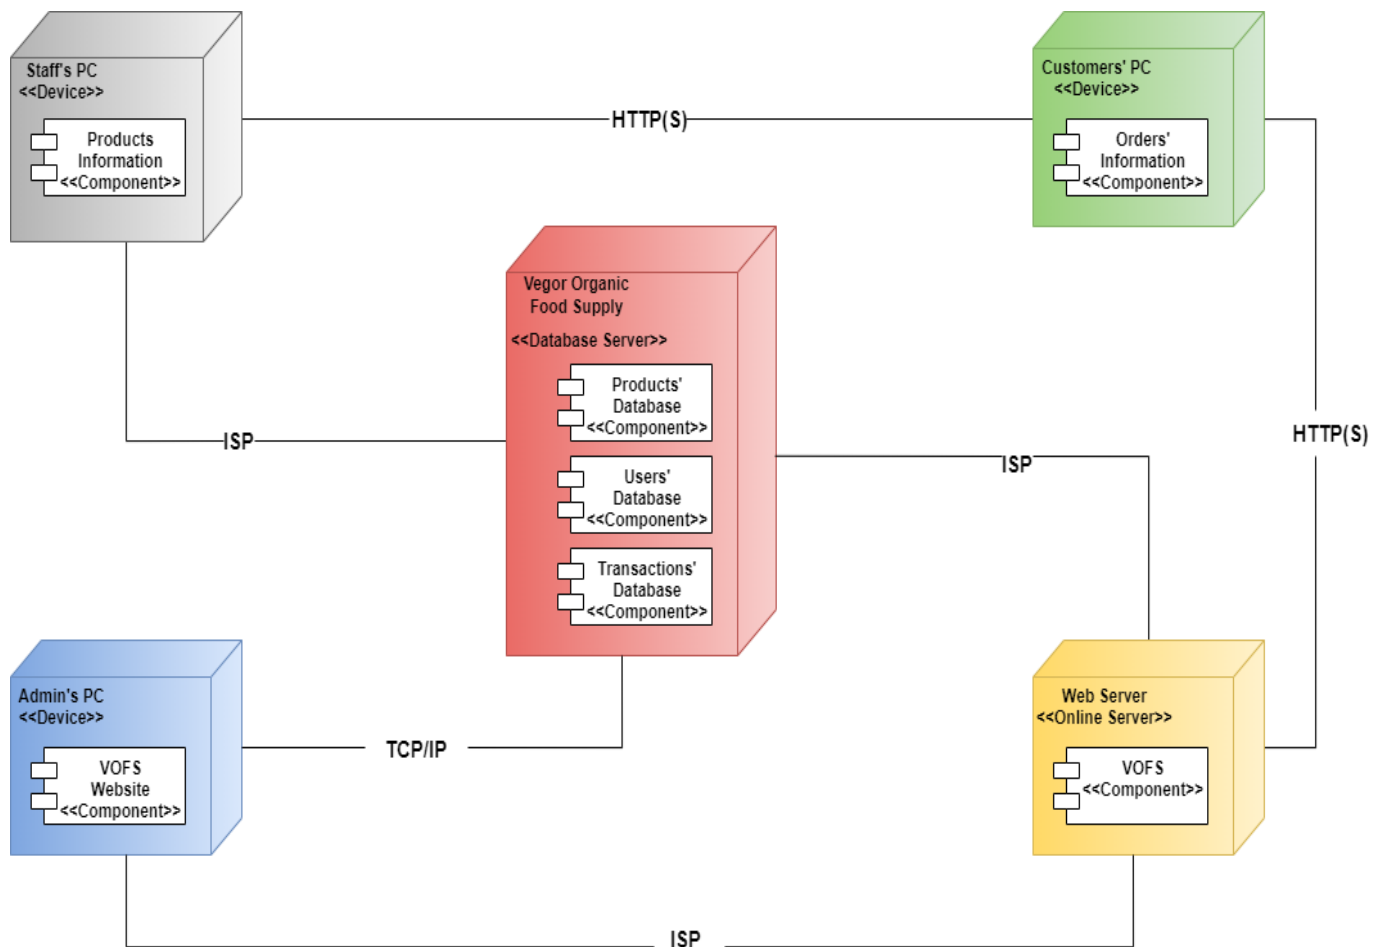 Staff's PC
<<Device>>
Products
Information
<<Component>>
HTTP(S)
Customers' PC
<<Device>>
Orders'
Information
<<Component>>
Vegor Organic
Food Supply
<<Database Server>>
Products'
Database
<<Component>>
Users'
Database
<<Component>>
Transactions'
Database
<<Component>>
ISP
ISP
HTTP(S)
Admin's PC
<<Device>>
VOFS
Website
<<Component>>
TCP/IP
Web Server
<<Online Server>>
VOFS
<<Component>>
ISP